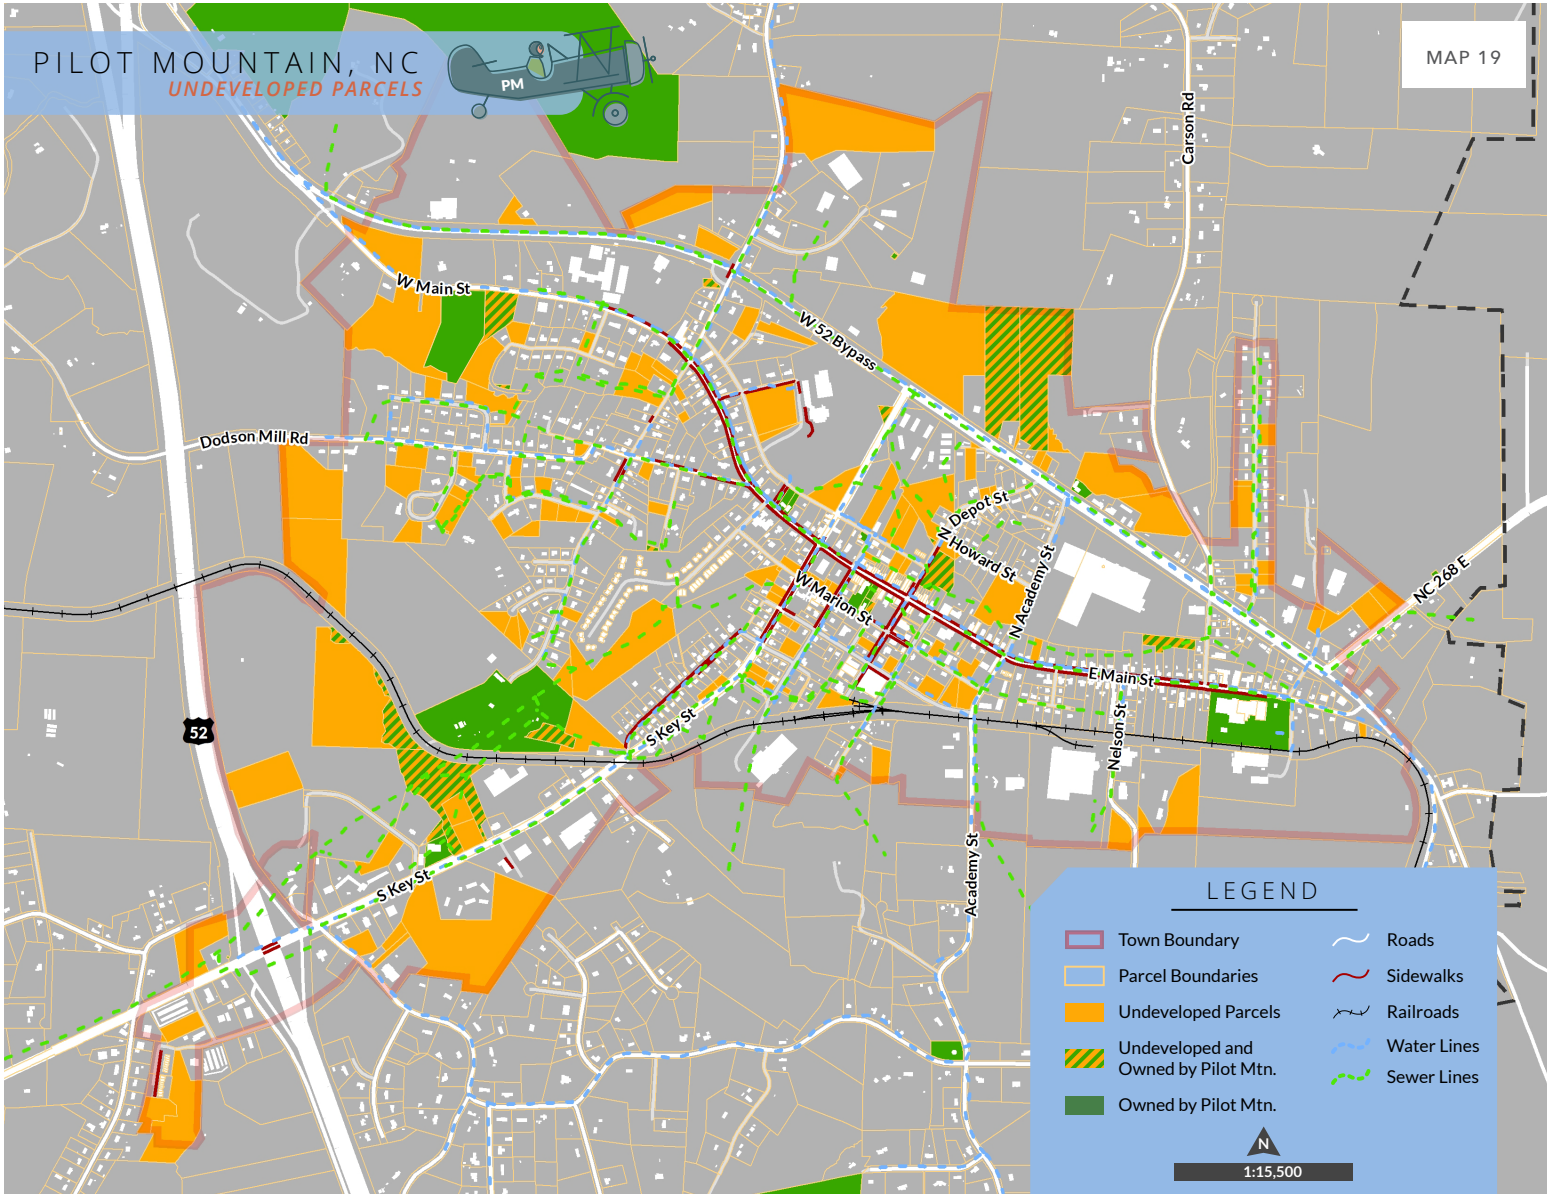 PILOT MOUNTAIN, NC
UNDEVELOPED PARCELS
PM
MAP 19
Carson Rd
W Main St
W 52 Bypass
Dodson Mill Rd
N Depot St
N Howard St
N Academy St
W Marion St
NC 268 E
E Main St
S Key St
Nelson St
52
S Key St
Academy St
LEGEND
Town Boundary
Parcel Boundaries
Undeveloped Parcels
Undeveloped and
Owned by Pilot Mtn.
Owned by Pilot Mtn.
Roads
Sidewalks
Railroads
Water Lines
Sewer Lines
N
1:15,500